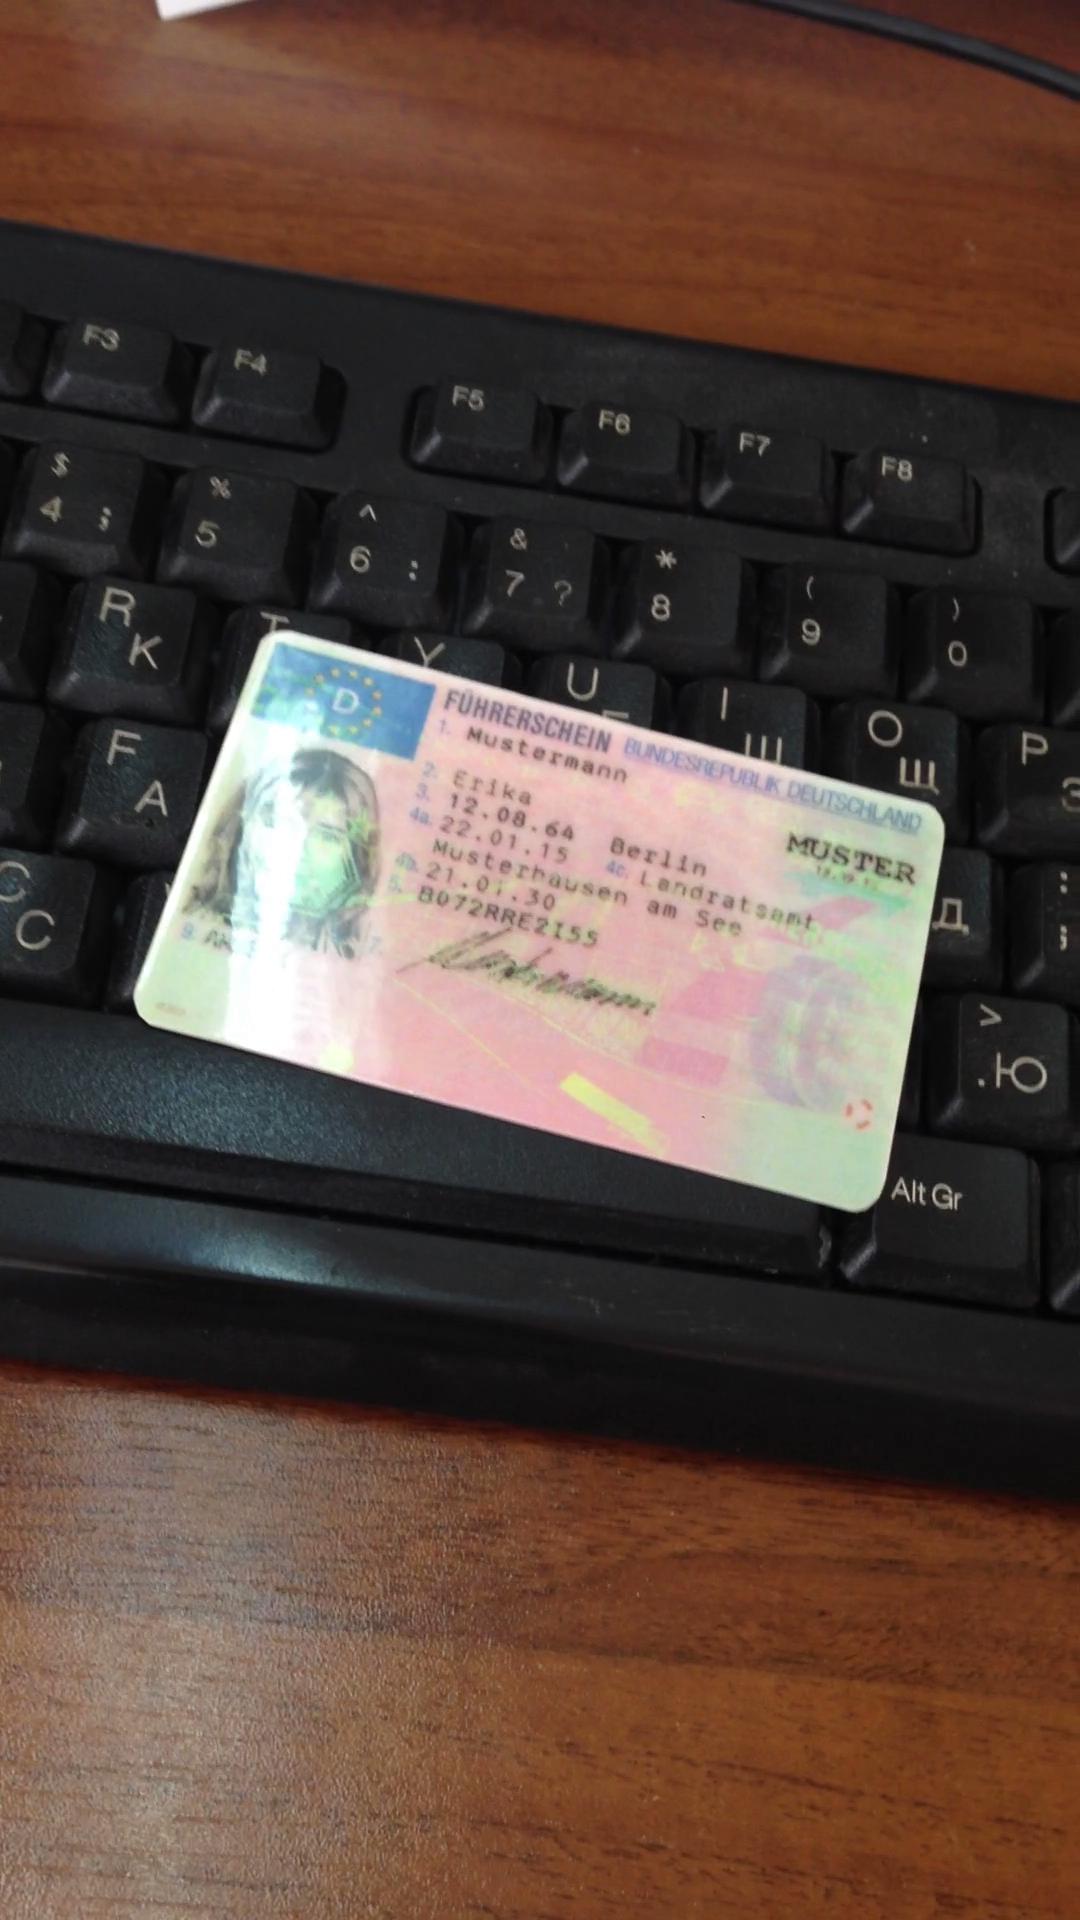 F3 F4 F5 F6 F7 F8
$ % ^ & * ( )
4 ; 5 6 : 7 ? 8 9 0
R T Y U I O P
К Ш Щ З
D
FÜHRERSCHEIN BUNDESREPUBLIK DEUTSCHLAND
1. Mustermann
2. Erika
3. 12.08.64 Berlin
MUSTER
4a. 22.01.15 4c. Landratsamt
Musterhausen am See
4b. 21.01.30
5. B072RRE2I55
7.
9.
F
А
Д
C
С
: ;
>
.Ю
Alt Gr